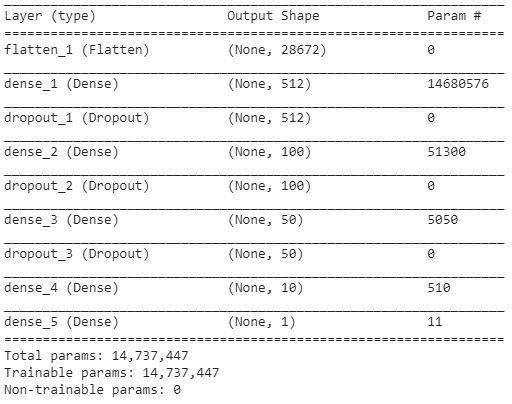 Layer (type) Output Shape Param #
flatten_1 (Flatten) (None, 28672) 0
dense_1 (Dense) (None, 512) 14680576
dropout_1 (Dropout) (None, 512) 0
dense_2 (Dense) (None, 100) 51300
dropout_2 (Dropout) (None, 100) 0
dense_3 (Dense) (None, 50) 5050
dropout_3 (Dropout) (None, 50) 0
dense_4 (Dense) (None, 10) 510
dense_5 (Dense) (None, 1) 11
Total params: 14,737,447
Trainable params: 14,737,447
Non-trainable params: 0